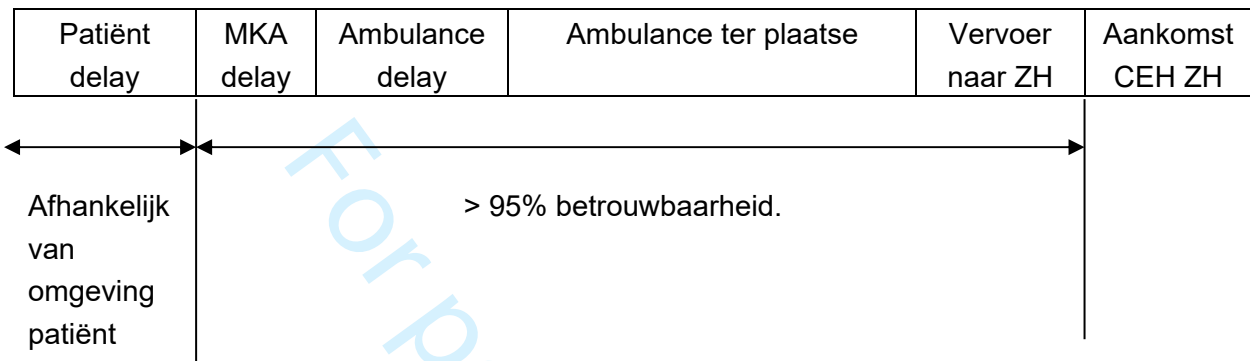 Patiënt delay
MKA delay
Ambulance delay
Ambulance ter plaatse
Vervoer naar ZH
Aankomst CEH ZH
> 95% betrouwbaarheid.
Afhankelijk
van
omgeving
patiënt
For p